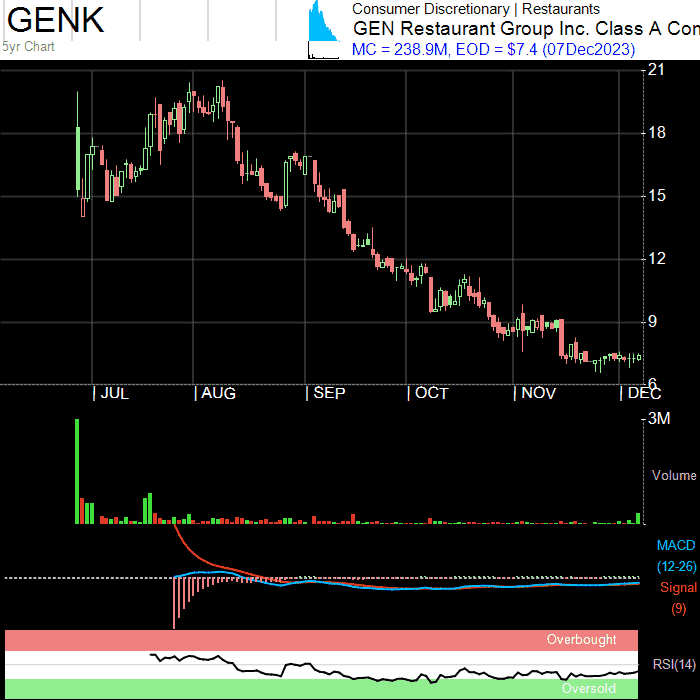 GENK
5yr Chart
Consumer Discretionary | Restaurants
GEN Restaurant Group Inc. Class A Con
MC = 238.9M, EOD = $7.4 (07Dec2023)
21
18
15
12
9
6
| JUL | AUG | SEP | OCT | NOV | DEC
3M
Volume
MACD
(12-26)
Signal
(9)
Overbought
RSI(14)
Oversold